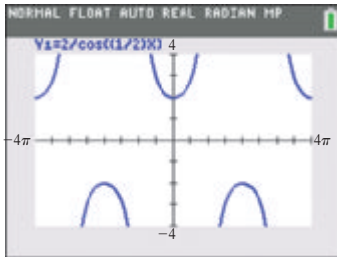 NORMAL FLOAT AUTO REAL RADIAN MP
Y1=2/cos((1/2)X)
4
−4π
4π
−4